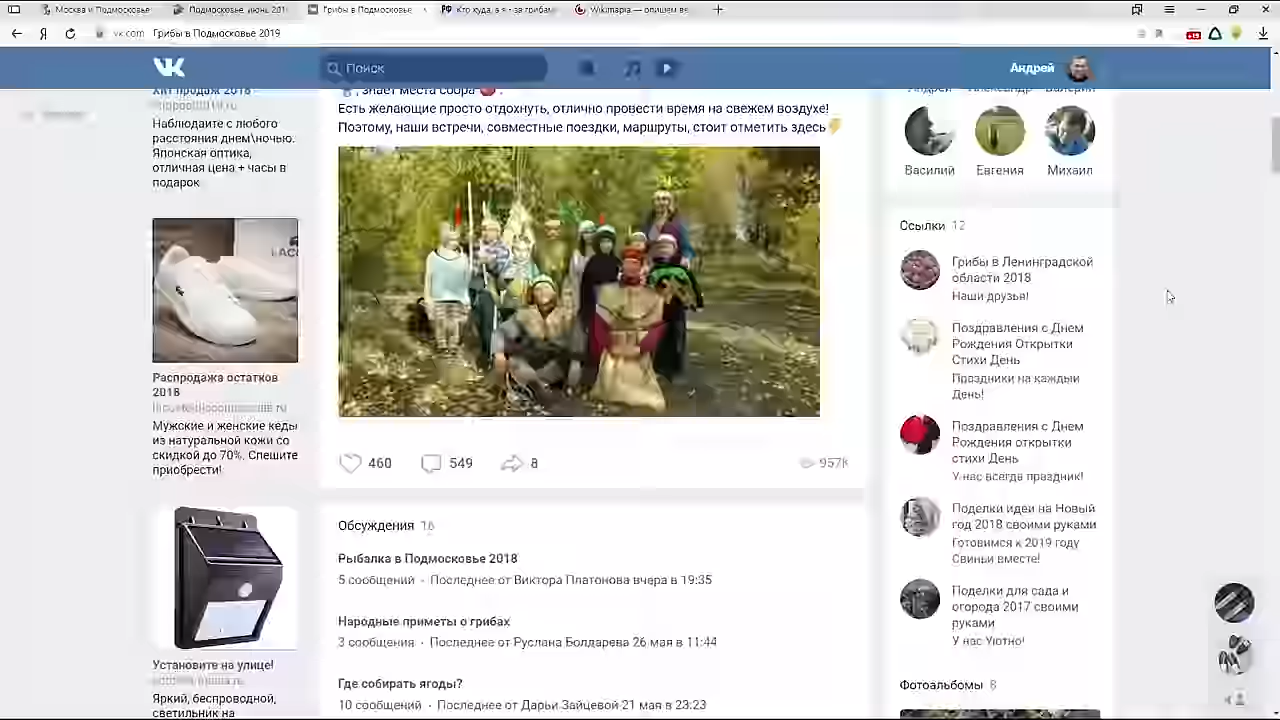 Москва и Московские
Подмосковье, июнь 201
Грибы в Подмосковье
Кто куда, а я - за грибам
Wikimapia — опишем ве
vk.com Грибы в Подмосковье 2019
Поиск
Андрей
Хит продаж 2018
Наблюдайте с любого
расстояния днем\ночью.
Японская оптика,
отличная цена + часы в
подарок
Распродажа остатков
2018
Мужские и женские кеды
из натуральной кожи со
скидкой до 70%. Спешите
приобрести!
Установите на улице!
Яркий, беспроводной,
светильник на
, знает места сбора
Есть желающие просто отдохнуть, отлично провести время на свежем воздухе!
Поэтому, наши встречи, совместные поездки, маршруты, стоит отметить здесь
460 549 8 957K
Обсуждения 16
Рыбалка в Подмосковье 2018
5 сообщений · Последнее от Виктора Платонова вчера в 19:35
Народные приметы о грибах
3 сообщения · Последнее от Руслана Болдарева 26 мая в 11:44
Где собирать ягоды?
10 сообщений · Последнее от Дарьи Зайцевой 21 мая в 23:23
Андрей Александр Валерий
Василий Евгения Михаил
Ссылки 12
Грибы в Ленинградской
области 2018
Наши друзья!
Поздравления с Днем
Рождения Открытки
Стихи День
Праздники на каждый
День!
Поздравления с Днем
Рождения открытки
стихи День
У нас всегда праздник!
Поделки идеи на Новый
год 2018 своими руками
Готовимся к 2019 году
Свиньи вместе!
Поделки для сада и
огорода 2017 своими
руками
У нас Уютно!
Фотоальбомы 8